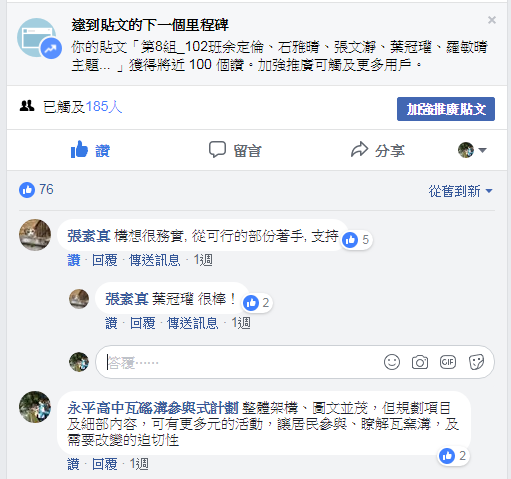 達到貼文的下一個里程碑
你的貼文「第8組_102班余定倫、石雅晴、張文瀞、葉冠瓏、羅敏晴
主題... 」獲得將近 100 個讚。加強推廣可觸及更多用戶。
已觸及185人
加強推廣貼文
讚 留言 分享
76 從舊到新
張素真 構想很務實, 從可行的部份著手, 支持 5
讚 · 回覆 · 傳送訊息 · 1週
張素真 葉冠瓏 很棒！ 2
讚 · 回覆 · 傳送訊息 · 1週
答覆......
GIF
永平高中瓦磘溝參與式計劃 整體架構、圖文並茂，但規劃項目
及細部內容，可有更多元的活動，讓居民參與、瞭解瓦窯溝，及
需要改變的迫切性
2
讚 · 回覆 · 1週